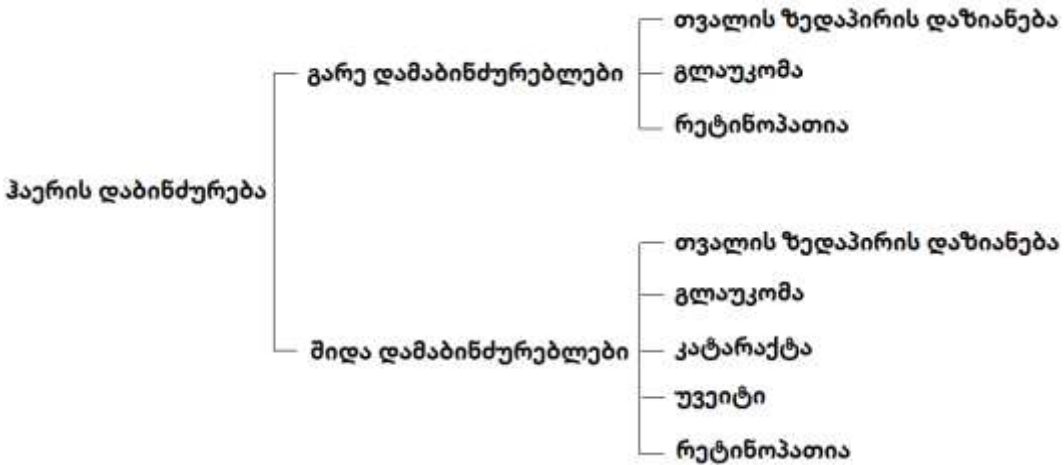 ჰაერის დაბინძურება
გარე დამაბინძურებლები
თვალის ზედაპირის დაზიანება
გლაუკომა
რეტინოპათია
შიდა დამაბინძურებლები
თვალის ზედაპირის დაზიანება
გლაუკომა
კატარაქტა
უვეიტი
რეტინოპათია